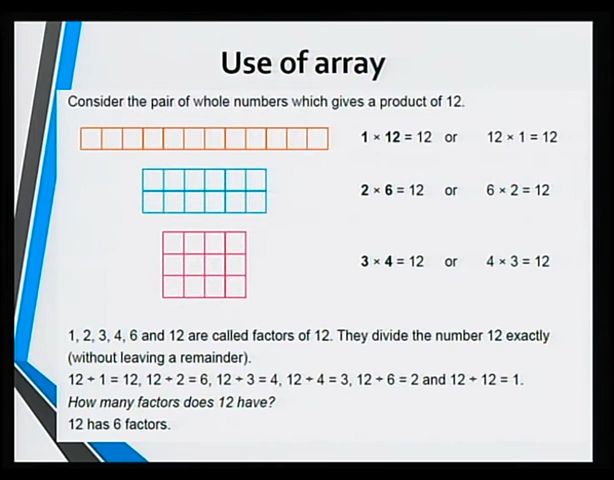 Use of array
Consider the pair of whole numbers which gives a product of 12.
1 × 12 = 12 or 12 × 1 = 12
2 × 6 = 12 or 6 × 2 = 12
3 × 4 = 12 or 4 × 3 = 12
1, 2, 3, 4, 6 and 12 are called factors of 12. They divide the number 12 exactly
(without leaving a remainder).
12 ÷ 1 = 12, 12 ÷ 2 = 6, 12 ÷ 3 = 4, 12 ÷ 4 = 3, 12 ÷ 6 = 2 and 12 ÷ 12 = 1.
How many factors does 12 have?
12 has 6 factors.